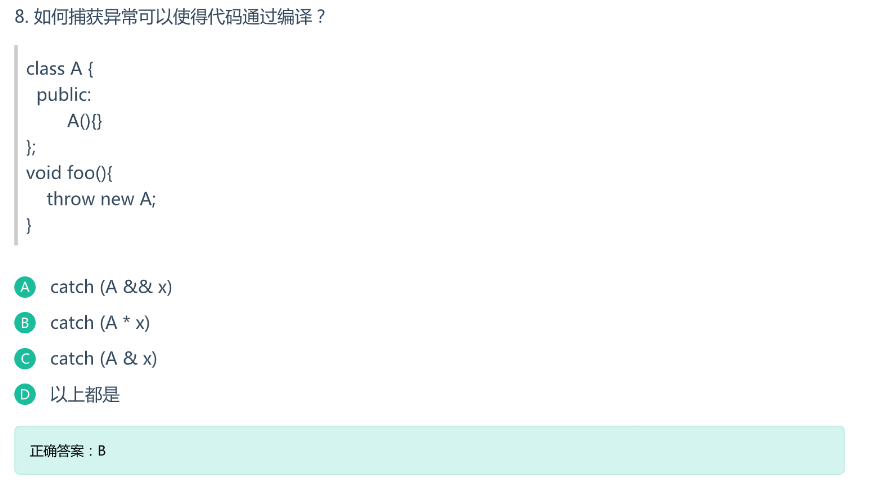 8. 如何捕获异常可以使得代码通过编译？
class A {
public:
A(){}
};
void foo(){
throw new A;
}
A catch (A && x)
B catch (A * x)
C catch (A & x)
D 以上都是
正确答案：B